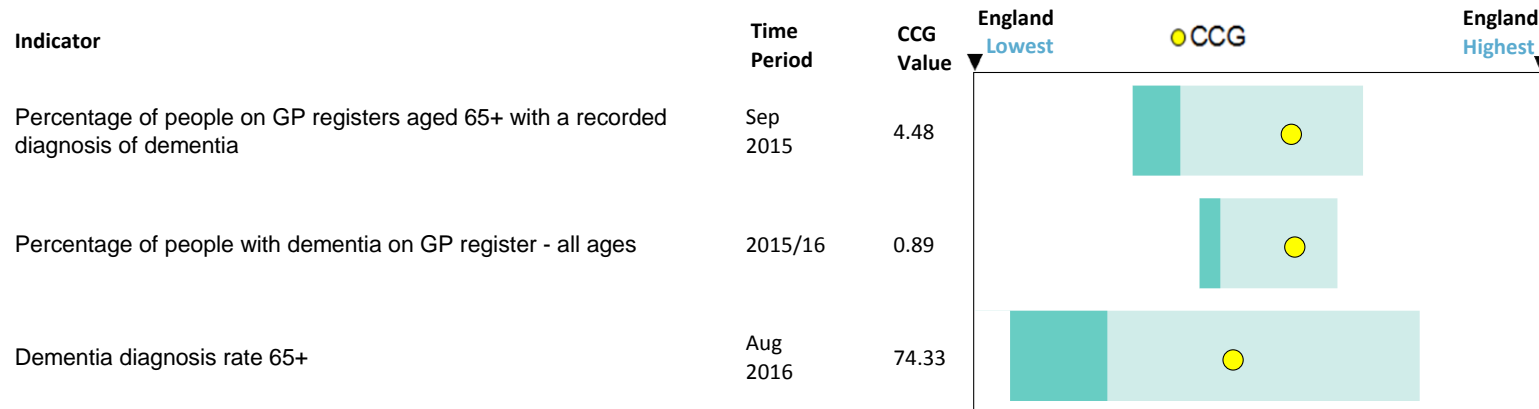 Indicator
Time
Period
CCG
Value
England
Lowest
CCG
England
Highest
Percentage of people on GP registers aged 65+ with a recorded
diagnosis of dementia
Sep
2015
4.48
Percentage of people with dementia on GP register - all ages
2015/16
0.89
Dementia diagnosis rate 65+
Aug
2016
74.33